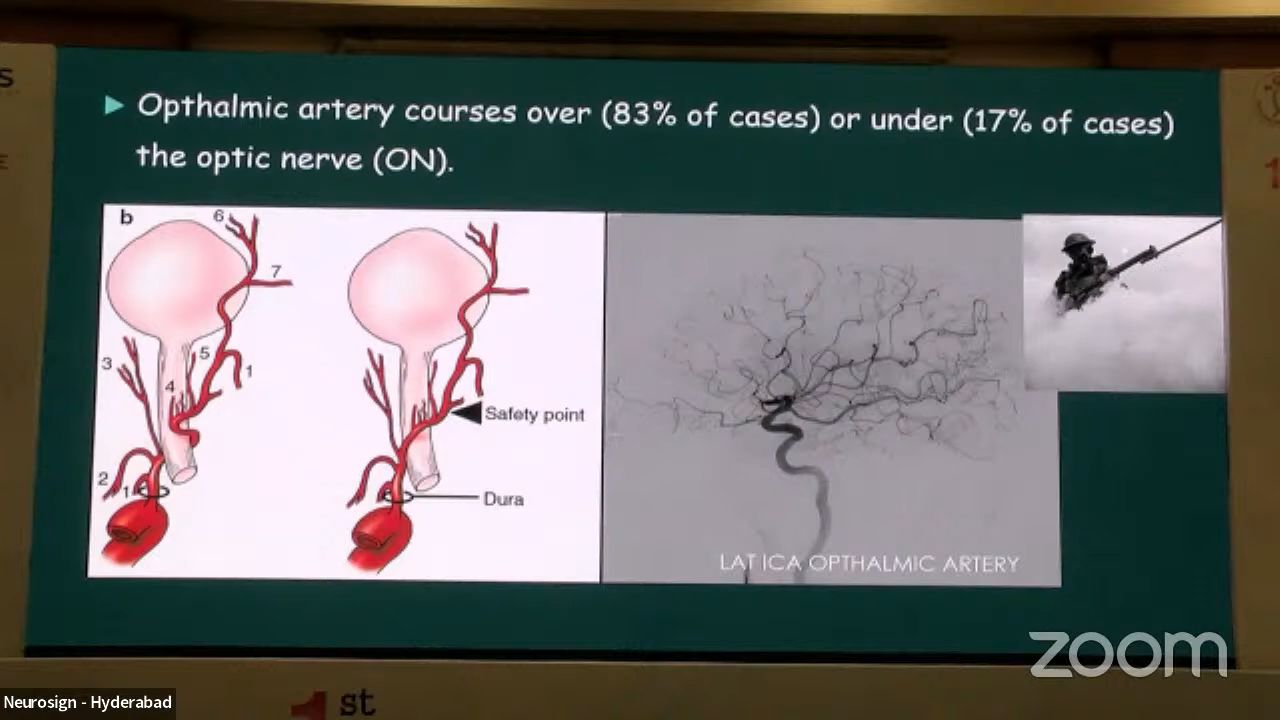 Opthalmic artery courses over (83% of cases) or under (17% of cases)
the optic nerve (ON).
b
6
7
3
5
4
1
2
1
Safety point
Dura
LAT ICA OPTHALMIC ARTERY
zoom
Neurosign - Hyderabad
1st